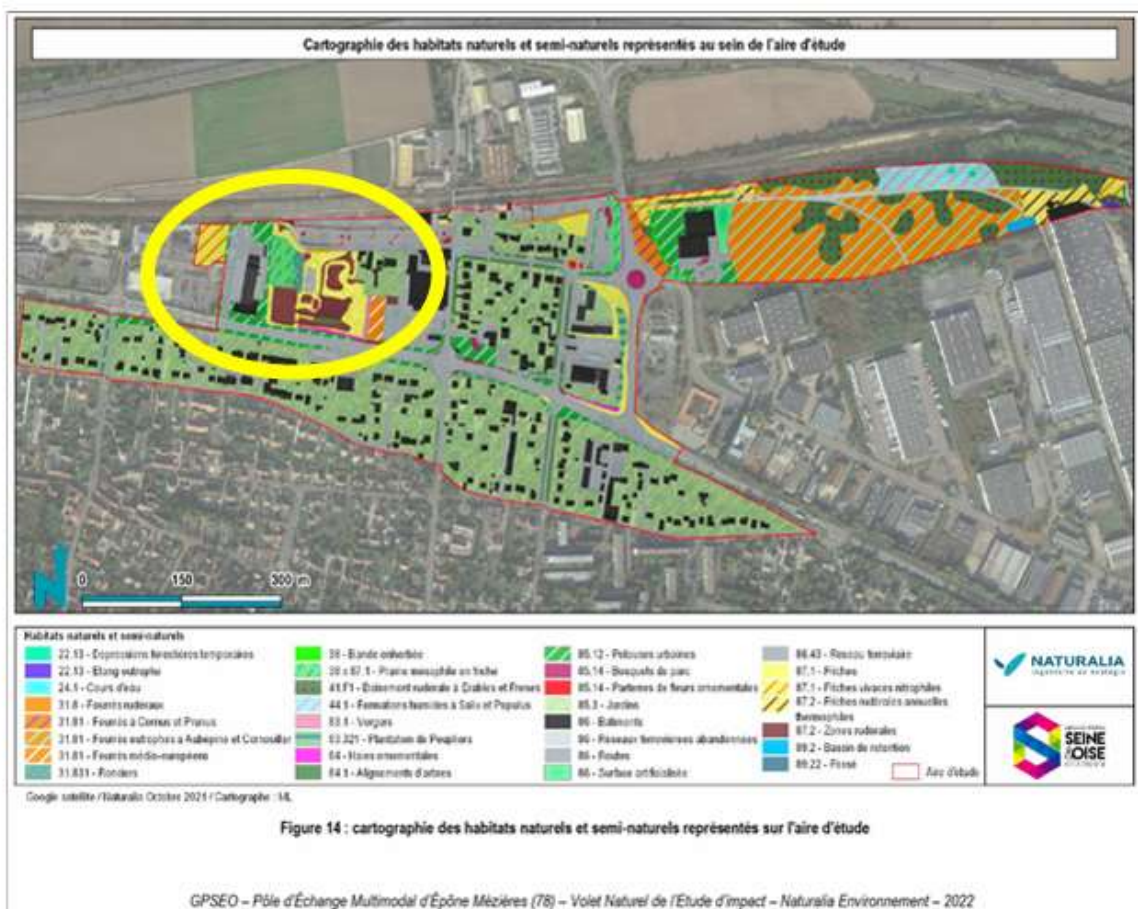 Cartographie des habitats naturels et semi-naturels représentés au sein de l'aire d'étude
N
0 150 300 m
Habitats naturels et semi-naturels
22.13 - Dépressions forestières temporaires
22.13 - Etang eutrophe
24.1 - Cours d'eau
31.8 - Fourrés rudéraux
31.81 - Fourrés à Cornus et Prunus
31.81 - Fourrés eutrophes à Aubépine et Cornouiller
31.81 - Fourrés médio-européens
31.831 - Ronciers
38 - Bande enherbée
38 x 87.1 - Prairie mésophile en friche
41.F1 - Boisement rudérale à Erables et Frênes
44.1 - Formations humides à Salix et Populus
83.1 - Vergers
83.321 - Plantation de Peupliers
84 - Haies ornementales
84.1 - Alignements d'arbres
85.12 - Pelouses urbaines
85.14 - Bosquets de parc
85.14 - Parterres de fleurs ornementales
85.3 - Jardins
86 - Bâtiments
86 - Réseaux ferroviaires abandonnées
86 - Routes
86 - Surface artificialisée
86.43 - Réseau ferroviaire
87.1 - Friches
87.1 - Friches vivaces nitrophiles
87.2 - Friches rudérales annuelles
thermophiles
87.2 - Zones rudérales
89.2 - Bassin de rétention
89.22 - Fossé
Aire d'étude
NATURALIA
Ingénierie en écologie
SEINE
&OISE
Google satellite / Naturalia Octobre 2021 / Cartographe : ML
Figure 14 : cartographie des habitats naturels et semi-naturels représentés sur l'aire d'étude
GPSEO – Pôle d'Échange Multimodal d'Épône Mézières (78) – Volet Naturel de l'Etude d'impact – Naturalia Environnement – 2022